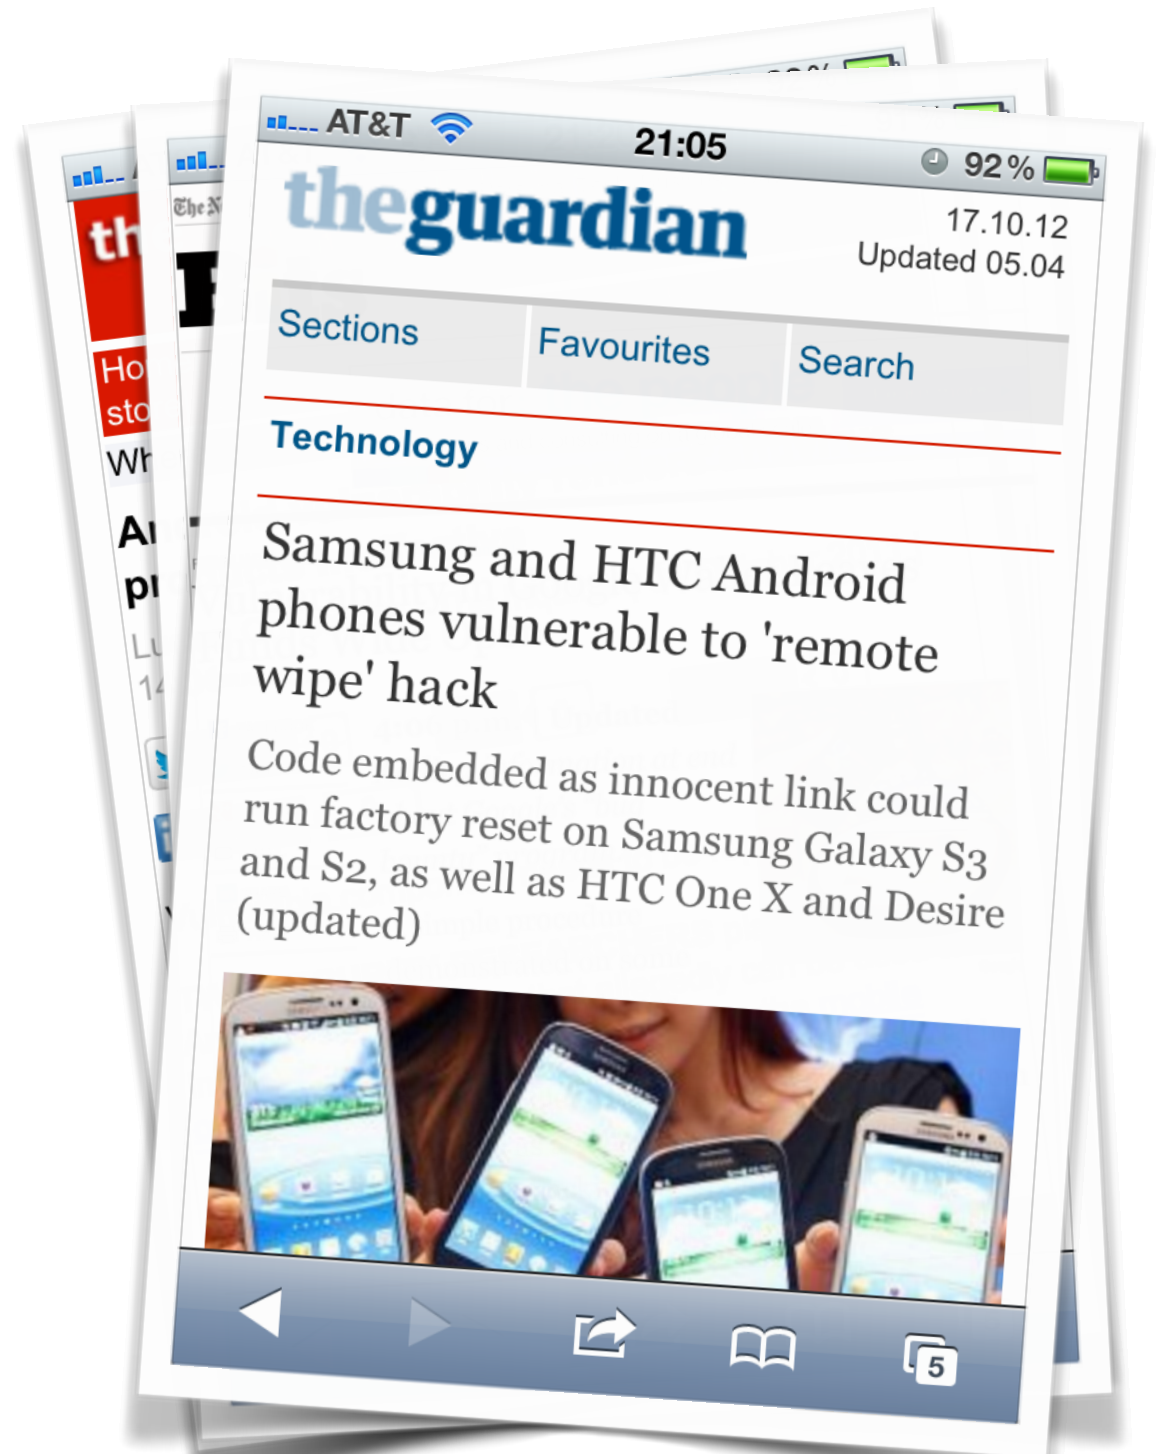 AT&T 21:05 92%
theguardian
17.10.12
Updated 05.04
Sections Favourites Search
Technology
Samsung and HTC Android
phones vulnerable to 'remote
wipe' hack
Code embedded as innocent link could
run factory reset on Samsung Galaxy S3
and S2, as well as HTC One X and Desire
(updated)
5